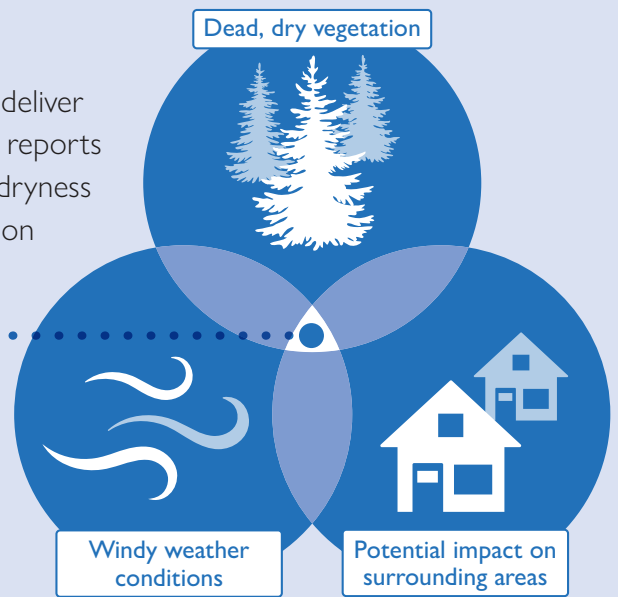 Dead, dry vegetation
deliver
reports
dryness
on
Windy weather
conditions
Potential impact on
surrounding areas